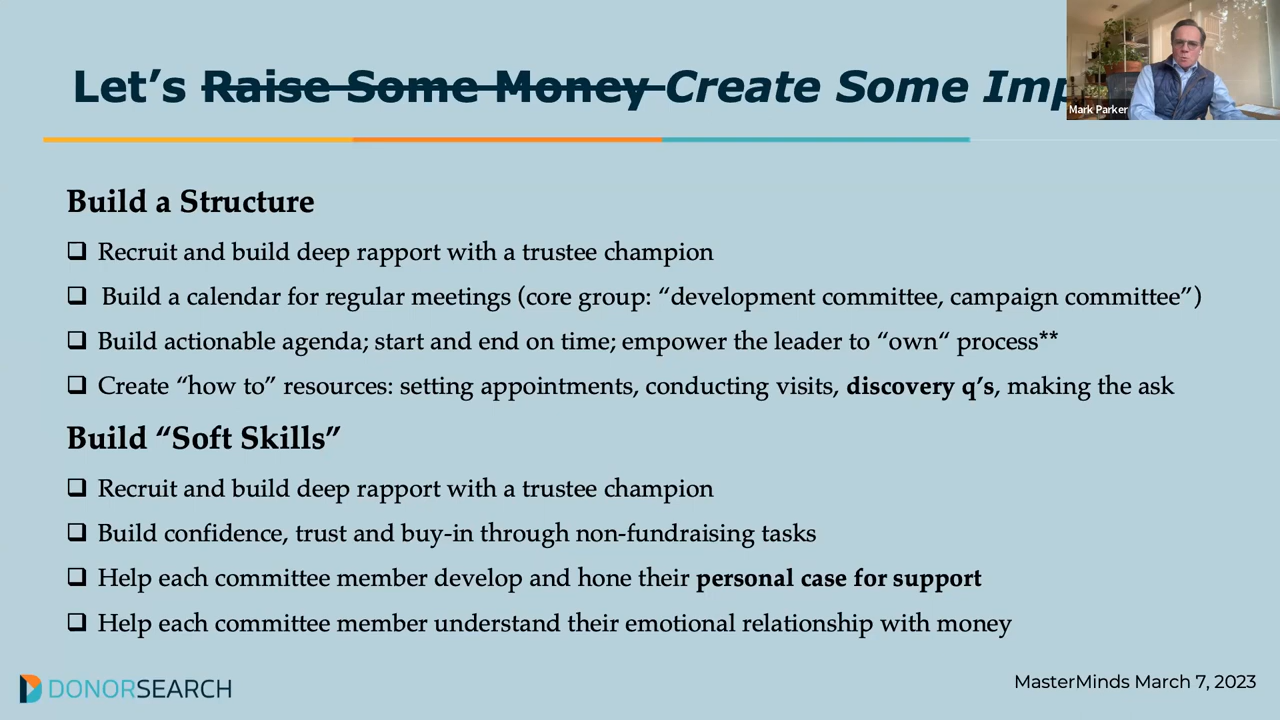 Let’s Raise Some Money Create Some
Mark Parker
Build a Structure
❑ Recruit and build deep rapport with a trustee champion
❑ Build a calendar for regular meetings (core group: “development committee, campaign committee”)
❑ Build actionable agenda; start and end on time; empower the leader to “own“ process**
❑ Create “how to” resources: setting appointments, conducting visits, discovery q’s, making the ask
Build “Soft Skills”
❑ Recruit and build deep rapport with a trustee champion
❑ Build confidence, trust and buy-in through non-fundraising tasks
❑ Help each committee member develop and hone their personal case for support
❑ Help each committee member understand their emotional relationship with money
DONORSEARCH
MasterMinds March 7, 2023